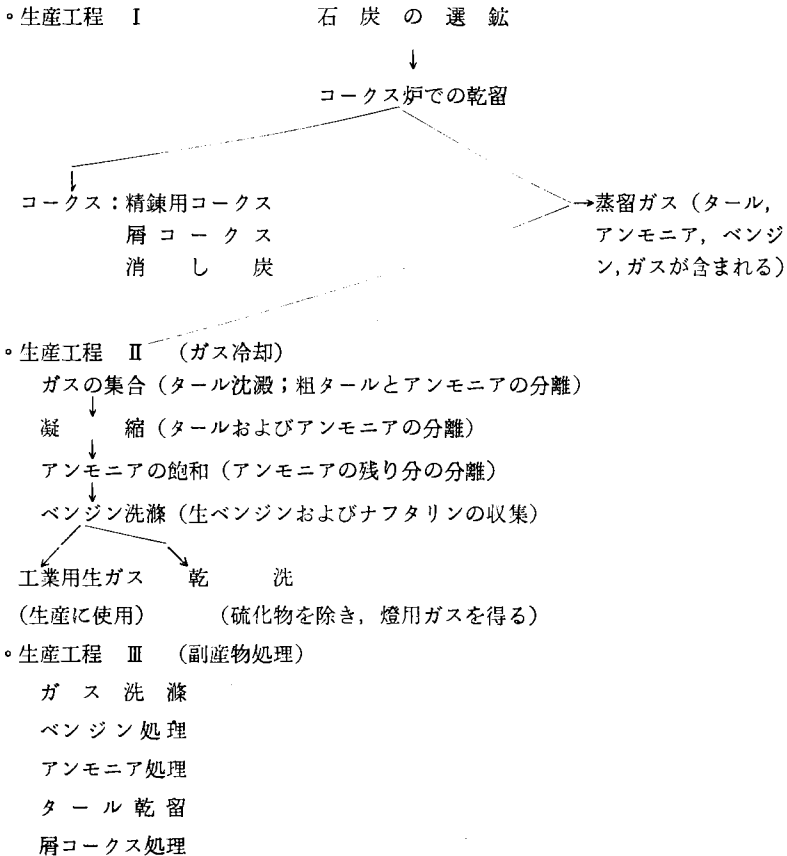 。生産工程 Ⅰ 石炭の選鉱
↓
コークス炉での乾留
コークス：精錬用コークス →蒸留ガス（タール，
屑コークス アンモニア，ベンジ
消し炭 ン，ガスが含まれる）
。生産工程 Ⅱ （ガス冷却）
ガスの集合（タール沈澱；粗タールとアンモニアの分離）
凝縮（タールおよびアンモニアの分離）
アンモニアの飽和（アンモニアの残り分の分離）
ベンジン洗滌（生ベンジンおよびナフタリンの収集）
工業用生ガス 乾洗
（生産に使用） （硫化物を除き，燈用ガスを得る）
。生産工程 Ⅲ （副産物処理）
ガス洗滌
ベンジン処理
アンモニア処理
タール乾留
屑コークス処理